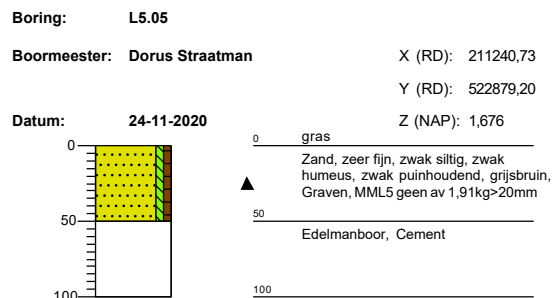 Boring: L5.05
Boormeester: Dorus Straatman X (RD): 211240,73
Y (RD): 522879,20
Datum: 24-11-2020 Z (NAP): 1,676
0 0 gras
Zand, zeer fijn, zwak siltig, zwak
humeus, zwak puinhoudend, grijsbruin,
Graven, MML5 geen av 1,91kg>20mm
50 50
Edelmanboor, Cement
100 100